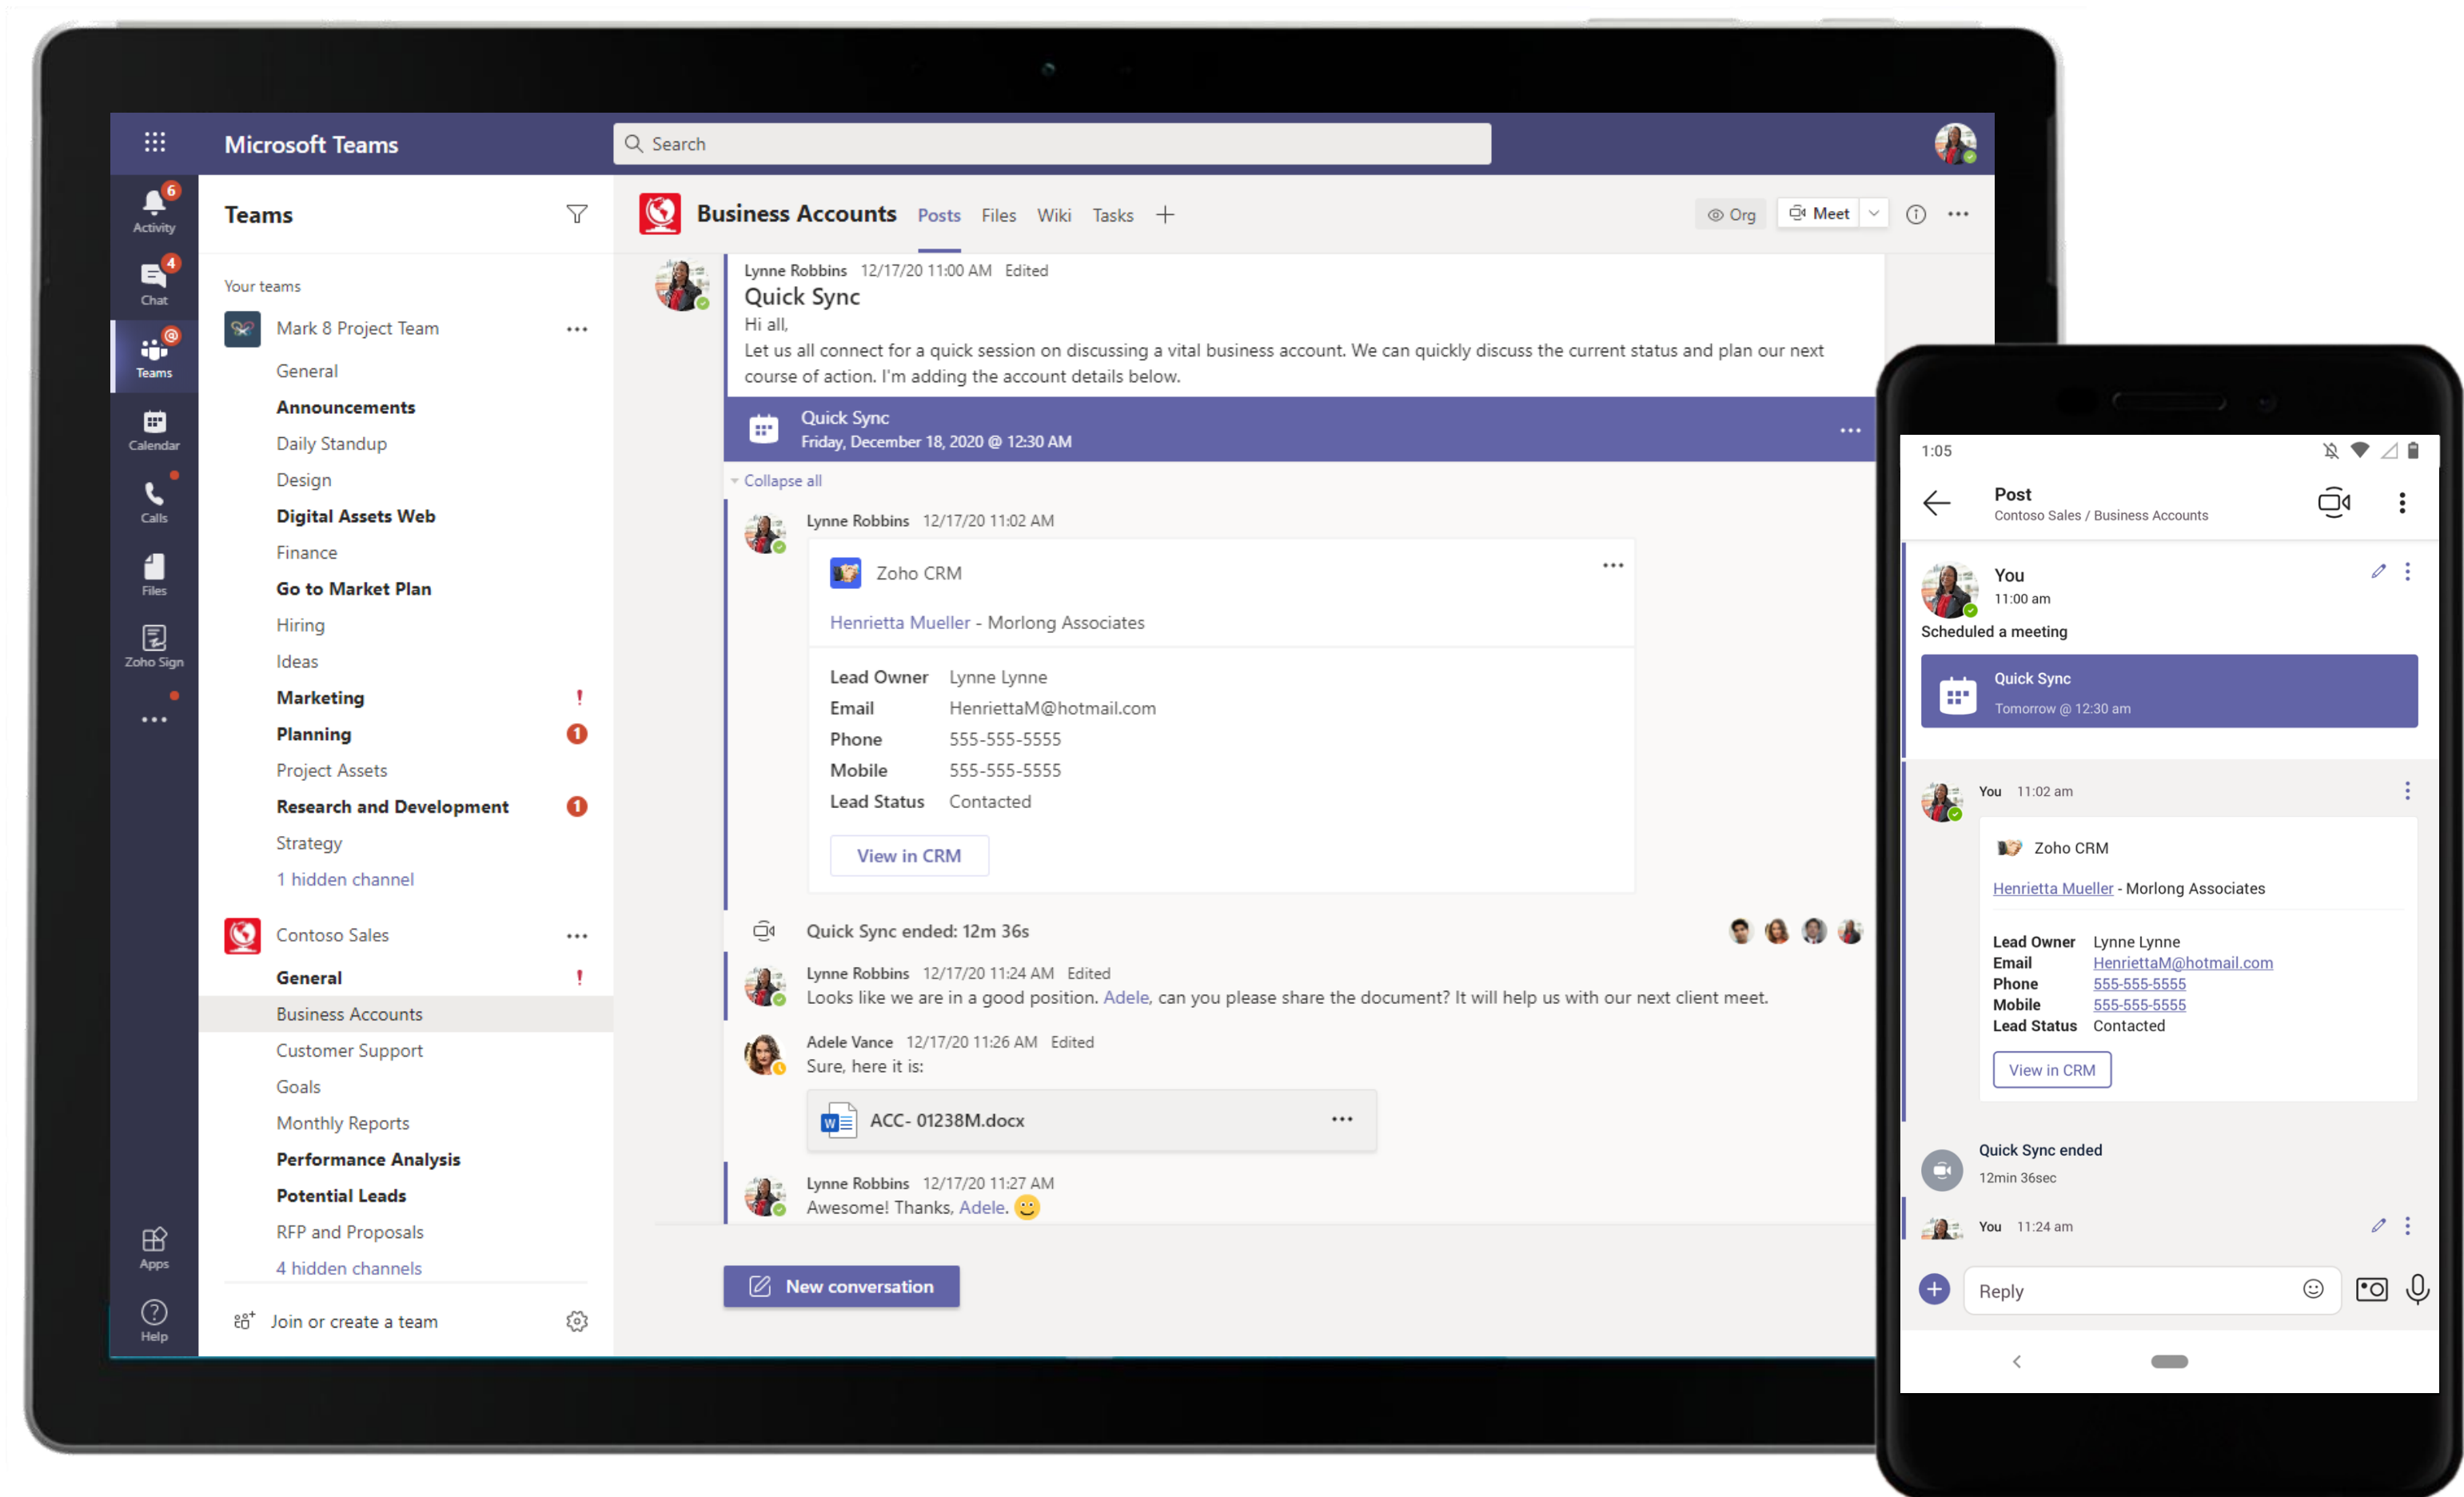 Microsoft Teams
Search
6
Activity
4
Chat
@
Teams
Calendar
Calls
Files
Zoho Sign
Apps
Help
Teams
Your teams
Mark 8 Project Team
General
Announcements
Daily Standup
Design
Digital Assets Web
Finance
Go to Market Plan
Hiring
Ideas
Marketing !
Planning 1
Project Assets
Research and Development 1
Strategy
1 hidden channel
Contoso Sales
General !
Business Accounts
Customer Support
Goals
Monthly Reports
Performance Analysis
Potential Leads
RFP and Proposals
4 hidden channels
Join or create a team
Business Accounts Posts Files Wiki Tasks
Org Meet
Lynne Robbins 12/17/20 11:00 AM Edited
Quick Sync
Hi all,
Let us all connect for a quick session on discussing a vital business account. We can quickly discuss the current status and plan our next
course of action. I'm adding the account details below.
Quick Sync
Friday, December 18, 2020 @ 12:30 AM
Collapse all
Lynne Robbins 12/17/20 11:02 AM
Zoho CRM
Henrietta Mueller - Morlong Associates
Lead Owner Lynne Lynne
Email HenriettaM@hotmail.com
Phone 555-555-5555
Mobile 555-555-5555
Lead Status Contacted
View in CRM
Quick Sync ended: 12m 36s
Lynne Robbins 12/17/20 11:24 AM Edited
Looks like we are in a good position. Adele, can you please share the document? It will help us with our next client meet.
Adele Vance 12/17/20 11:26 AM Edited
Sure, here it is:
W ACC- 01238M.docx
Lynne Robbins 12/17/20 11:27 AM
Awesome! Thanks, Adele.
New conversation
1:05
Post
Contoso Sales / Business Accounts
You
11:00 am
Scheduled a meeting
Quick Sync
Tomorrow @ 12:30 am
You 11:02 am
Zoho CRM
Henrietta Mueller - Morlong Associates
Lead Owner Lynne Lynne
Email HenriettaM@hotmail.com
Phone 555-555-5555
Mobile 555-555-5555
Lead Status Contacted
View in CRM
Quick Sync ended
12min 36sec
You 11:24 am
Reply